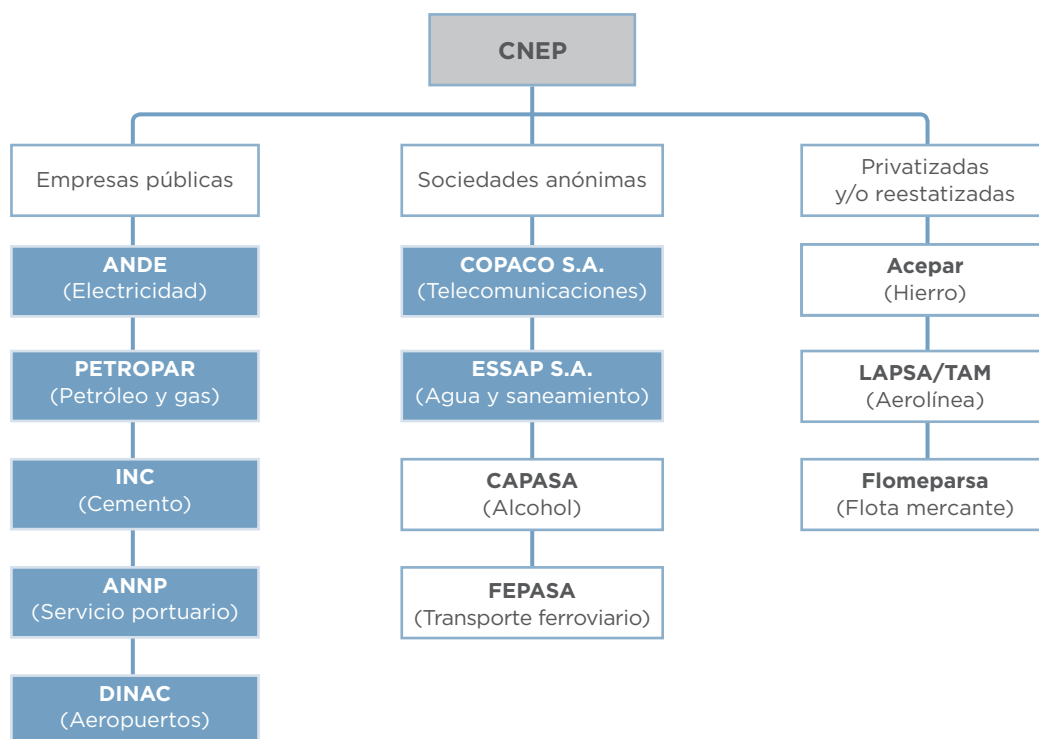 CNEP
Empresas públicas
ANDE
(Electricidad)
PETROPAR
(Petróleo y gas)
INC
(Cemento)
ANNP
(Servicio portuario)
DINAC
(Aeropuertos)
Sociedades anónimas
COPACO S.A.
(Telecomunicaciones)
ESSAP S.A.
(Agua y saneamiento)
CAPASA
(Alcohol)
FEPASA
(Transporte ferroviario)
Privatizadas
y/o reestatizadas
Acepar
(Hierro)
LAPSA/TAM
(Aerolínea)
Flomeparsa
(Flota mercante)